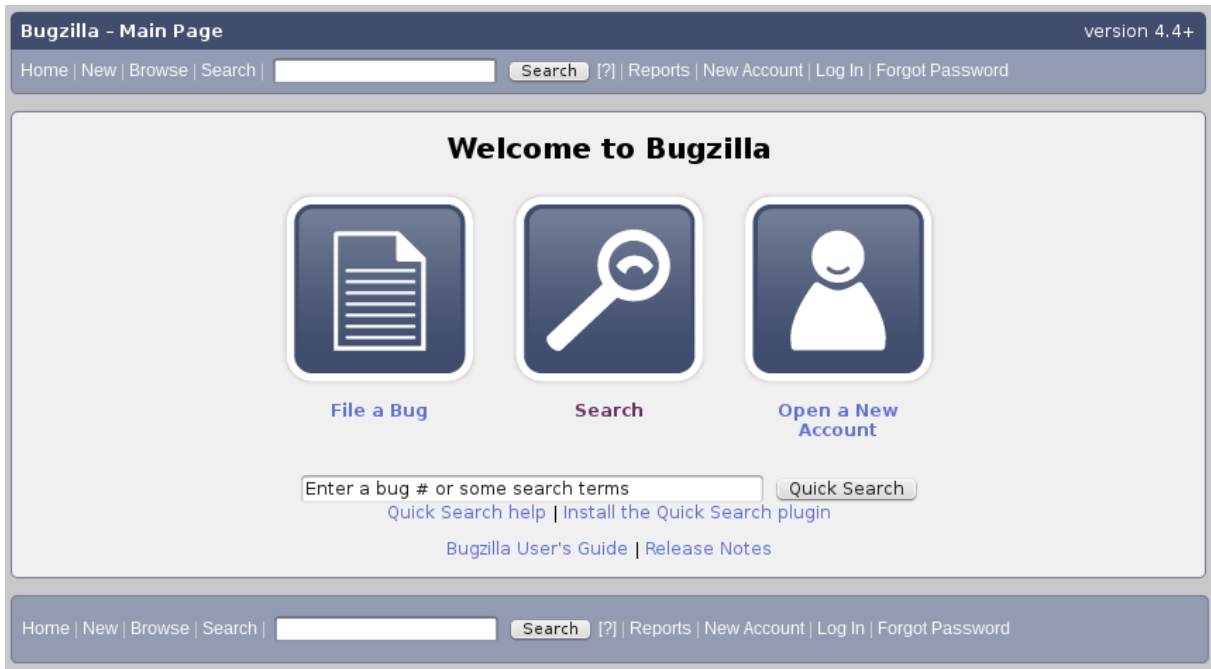 Bugzilla – Main Page version 4.4+
Home | New | Browse | Search | Search [?] | Reports | New Account | Log In | Forgot Password
Welcome to Bugzilla
File a Bug Search Open a New
Account
Enter a bug # or some search terms Quick Search
Quick Search help | Install the Quick Search plugin
Bugzilla User's Guide | Release Notes
Home | New | Browse | Search | Search [?] | Reports | New Account | Log In | Forgot Password